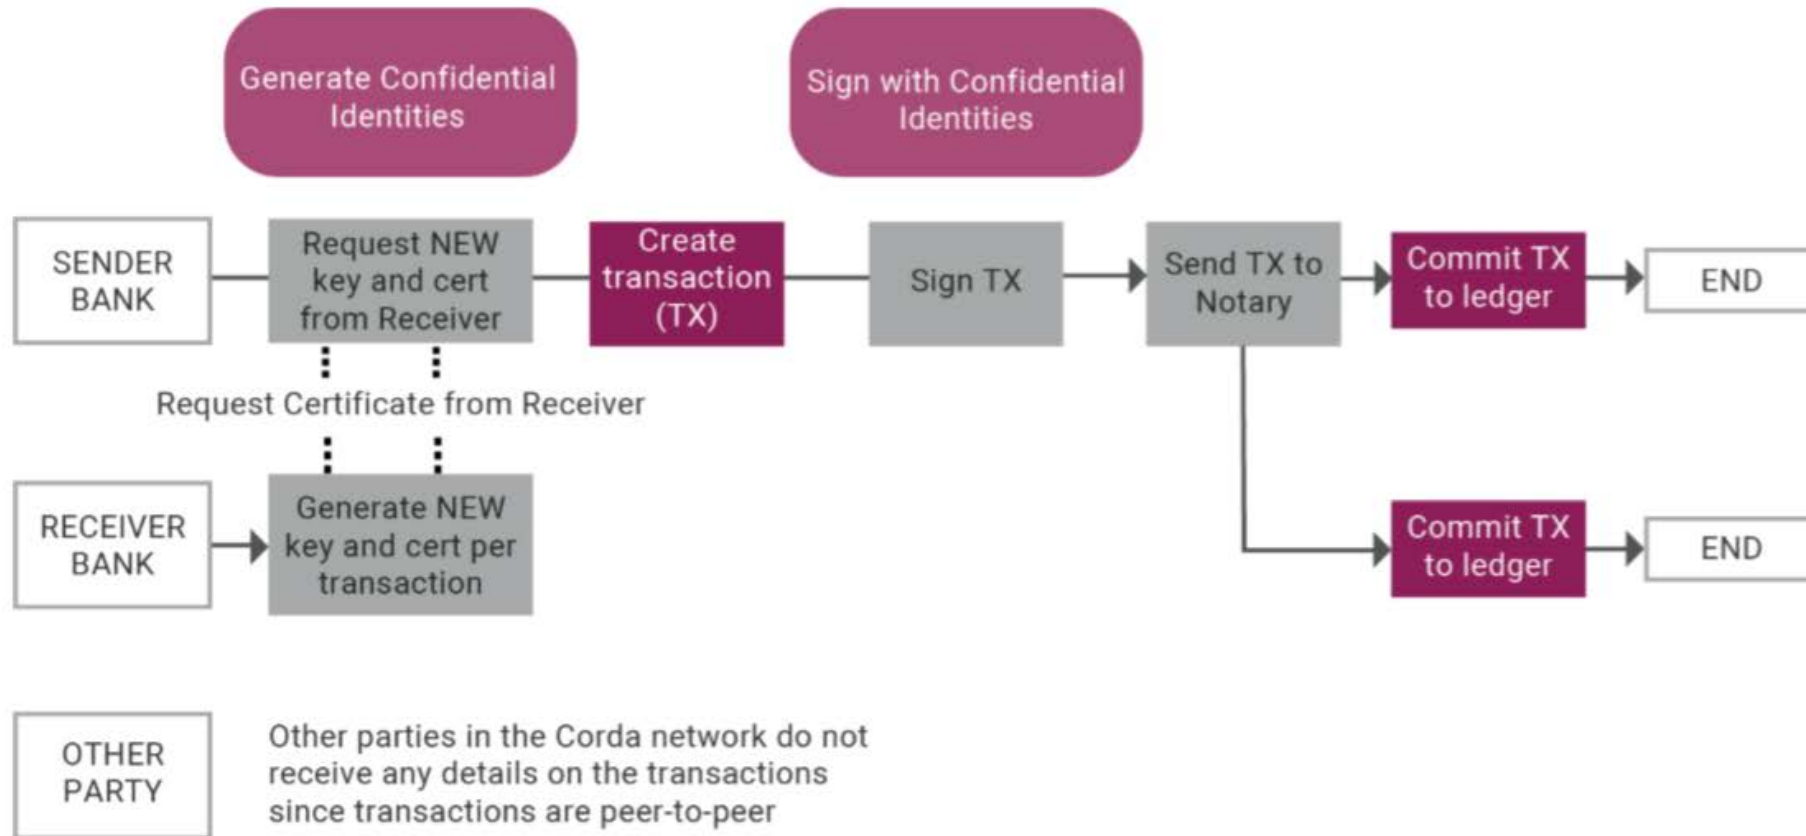 Generate Confidential
Identities
Sign with Confidential
Identities
SENDER
BANK
Request NEW
key and cert
from Receiver
Create
transaction
(TX)
Sign TX
Send TX to
Notary
Commit TX
to ledger
END
Request Certificate from Receiver
RECEIVER
BANK
Generate NEW
key and cert per
transaction
Commit TX
to ledger
END
OTHER
PARTY
Other parties in the Corda network do not
receive any details on the transactions
since transactions are peer-to-peer